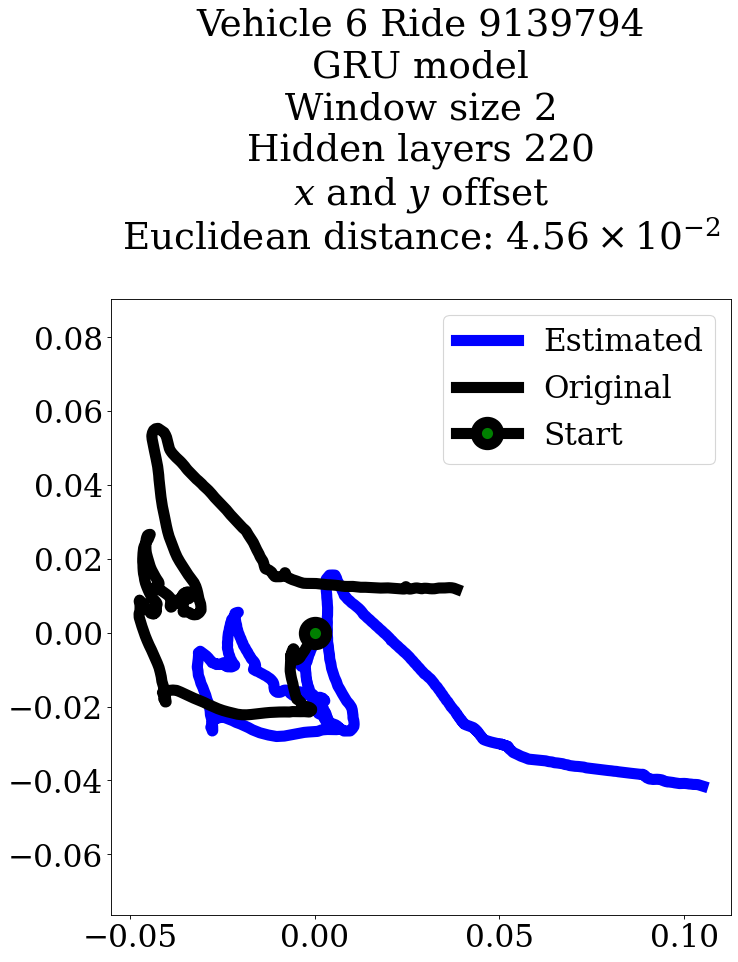 Vehicle 6 Ride 9139794
GRU model
Window size 2
Hidden layers 220
x and y offset
Euclidean distance: 4.56 × 10⁻²
Estimated
Original
Start
0.08
0.06
0.04
0.02
0.00
−0.02
−0.04
−0.06
−0.05 0.00 0.05 0.10